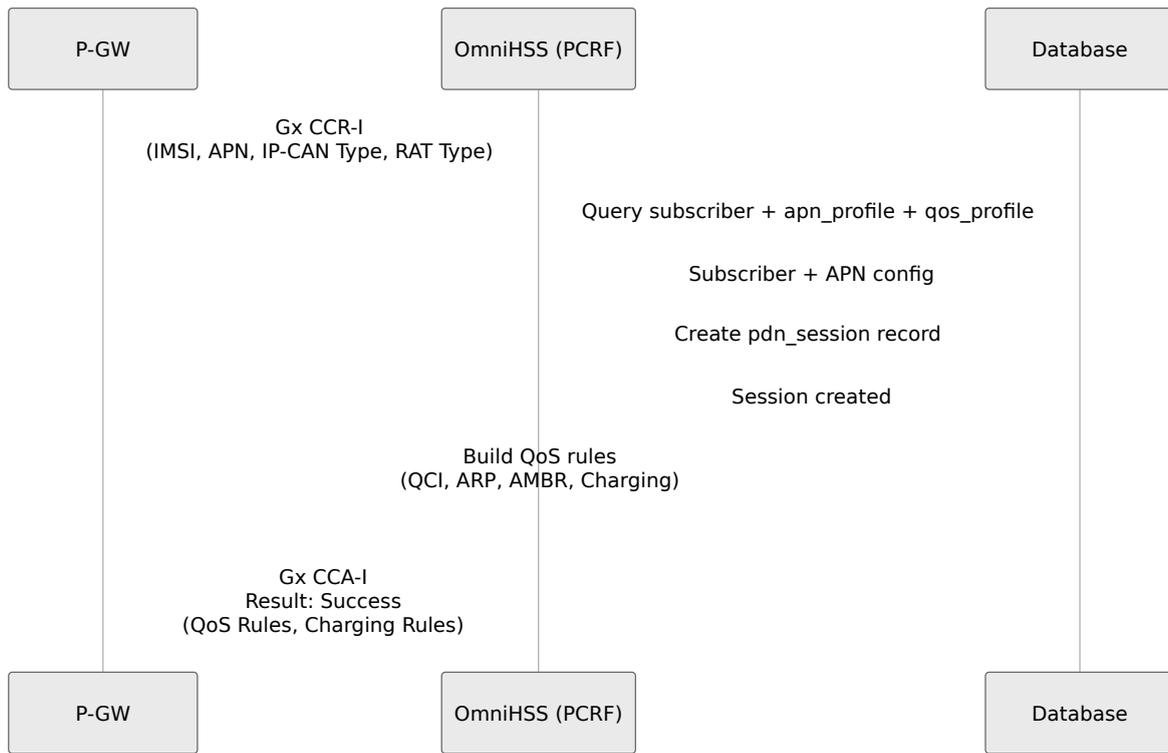 P-GW
OmniHSS (PCRF)
Database
Gx CCR-I
(IMSI, APN, IP-CAN Type, RAT Type)
Query subscriber + apn_profile + qos_profile
Subscriber + APN config
Create pdn_session record
Session created
Build QoS rules
(QCI, ARP, AMBR, Charging)
Gx CCA-I
Result: Success
(QoS Rules, Charging Rules)
P-GW
OmniHSS (PCRF)
Database